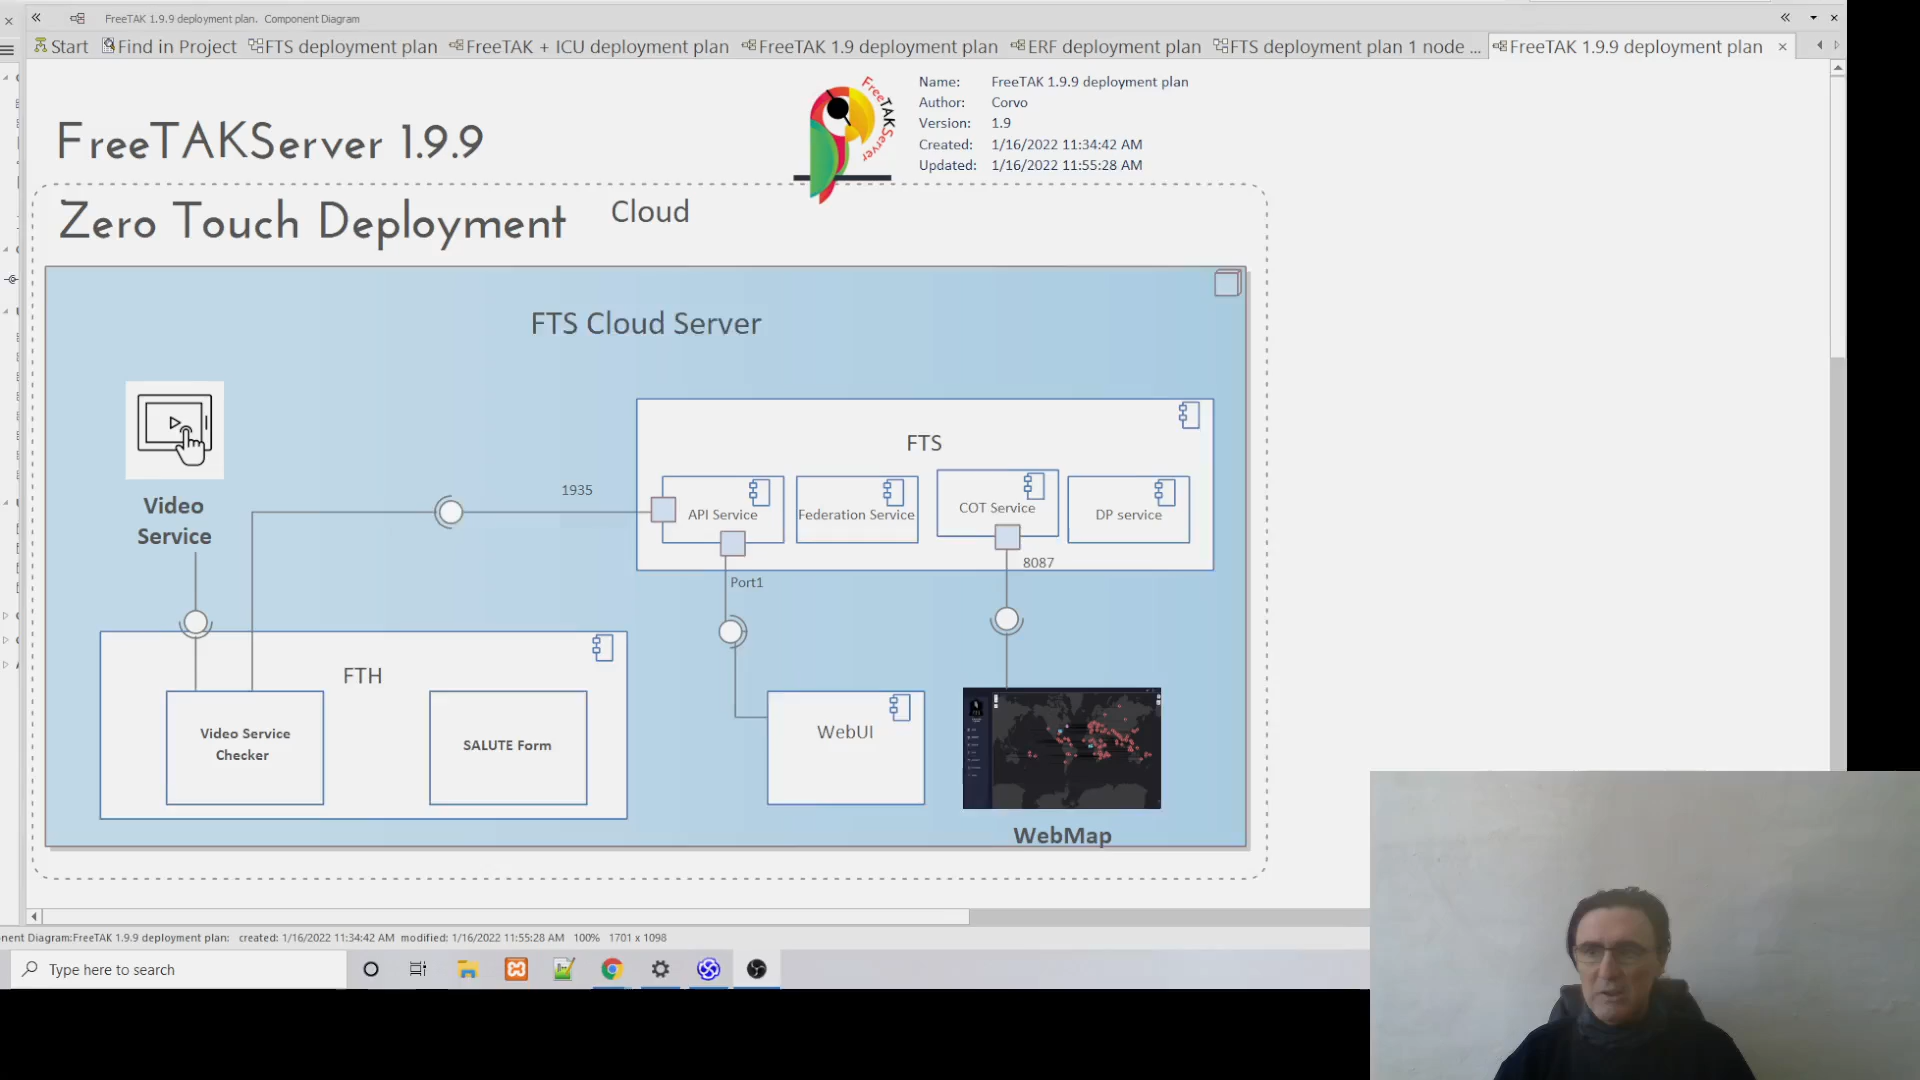 FreeTAK 1.9.9 deployment plan.  Component Diagram
Start
Find in Project
FTS deployment plan
FreeTAK + ICU deployment plan
FreeTAK 1.9 deployment plan
ERF deployment plan
FTS deployment plan 1 node ...
FreeTAK 1.9.9 deployment plan
FreeTAKServer
Name: FreeTAK 1.9.9 deployment plan
Author: Corvo
Version: 1.9
Created: 1/16/2022 11:34:42 AM
Updated: 1/16/2022 11:55:28 AM
FreeTAKServer 1.9.9
Zero Touch Deployment
Cloud
FTS Cloud Server
Video
Service
1935
FTS
API Service
Federation Service
COT Service
DP service
Port1
8087
FTH
Video Service
Checker
SALUTE Form
WebUI
WebMap
nent Diagram:FreeTAK 1.9.9 deployment plan:  created: 1/16/2022 11:34:42 AM  modified: 1/16/2022 11:55:28 AM  100%  1701 x 1098
Type here to search